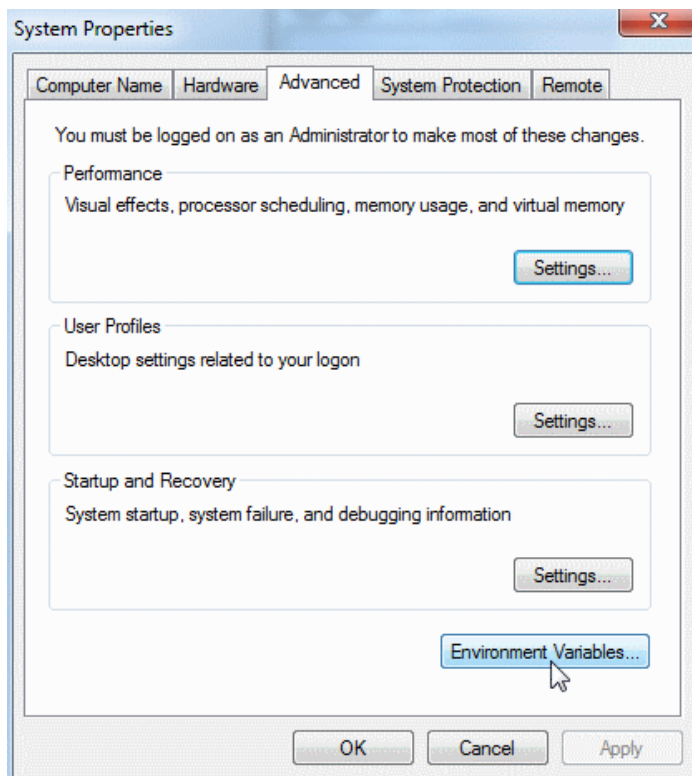 System Properties
Computer Name Hardware Advanced System Protection Remote
You must be logged on as an Administrator to make most of these changes.
Performance
Visual effects, processor scheduling, memory usage, and virtual memory
Settings...
User Profiles
Desktop settings related to your logon
Settings...
Startup and Recovery
System startup, system failure, and debugging information
Settings...
Environment Variables...
OK Cancel Apply